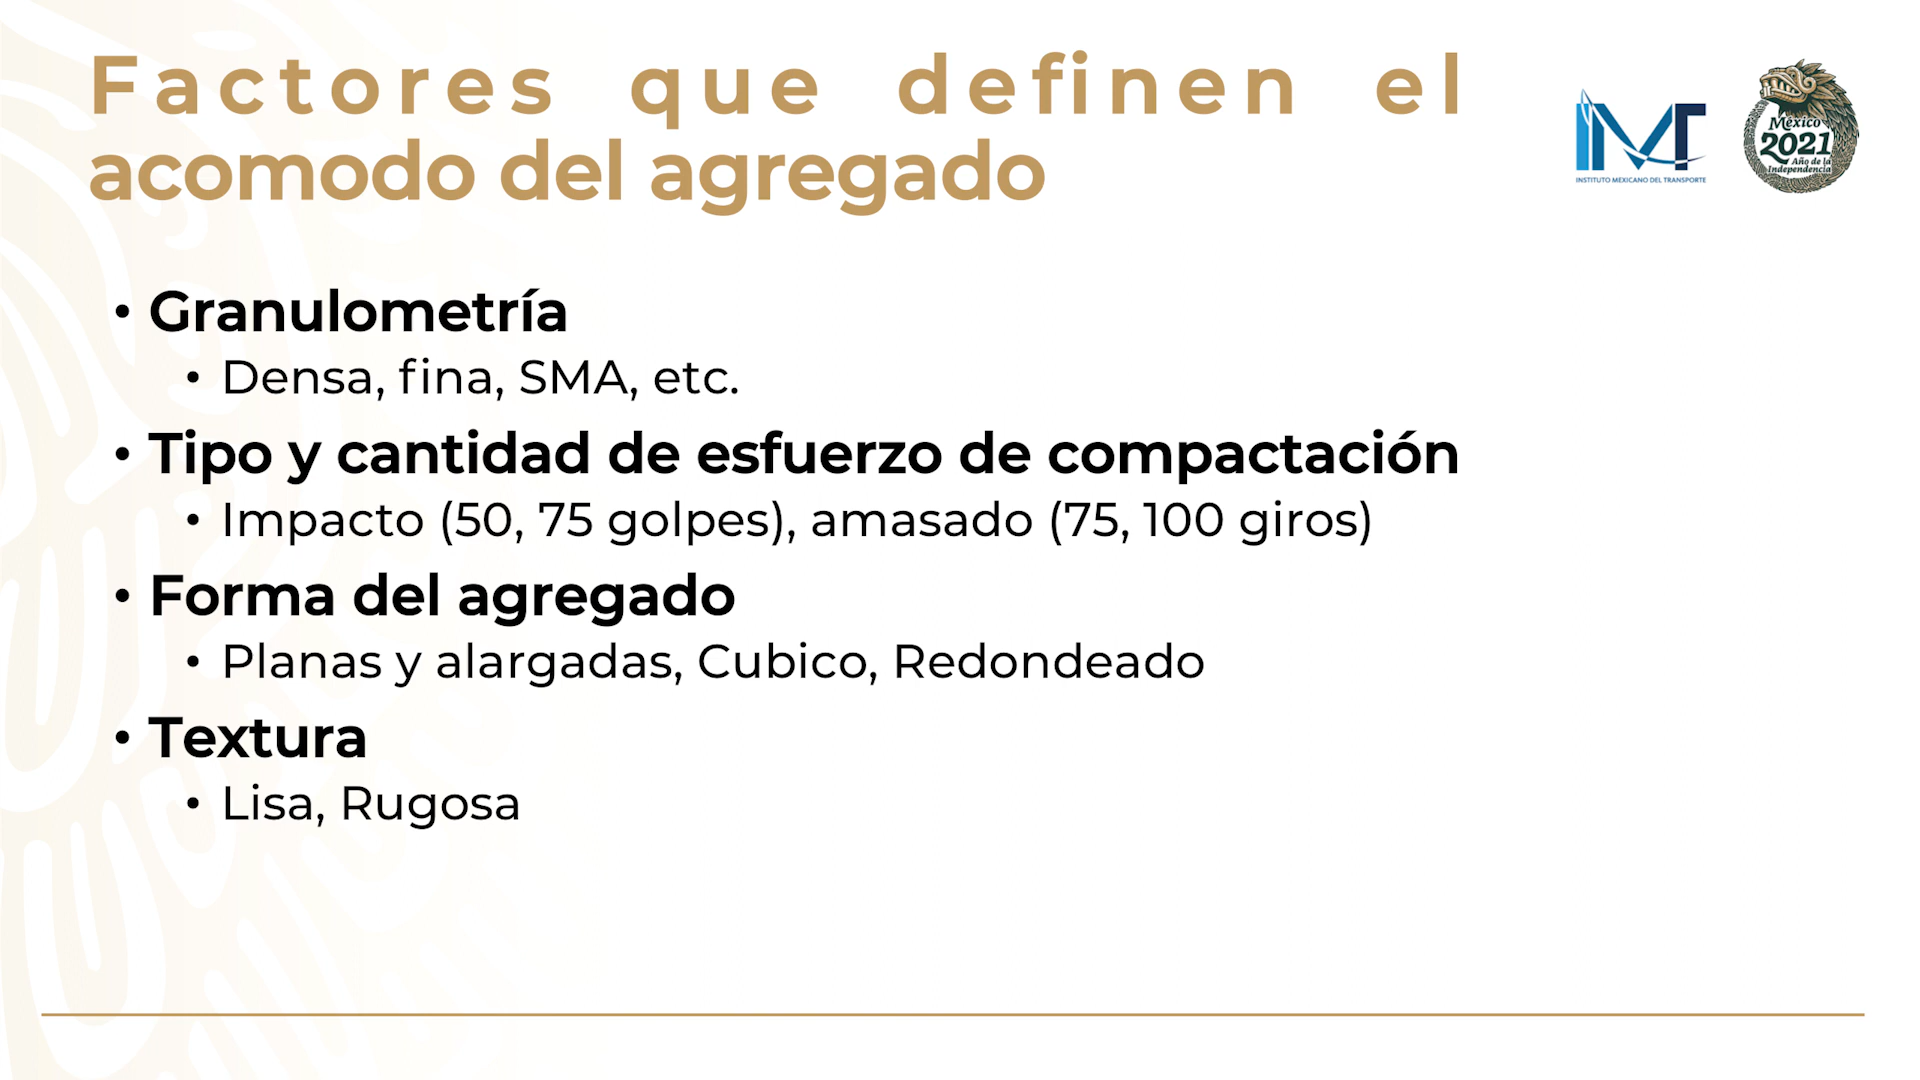 Factores que definen el
acomodo del agregado
IMT
INSTITUTO MEXICANO DEL TRANSPORTE
México
2021
Año de la
Independencia
• Granulometría
• Densa, fina, SMA, etc.
• Tipo y cantidad de esfuerzo de compactación
• Impacto (50, 75 golpes), amasado (75, 100 giros)
• Forma del agregado
• Planas y alargadas, Cubico, Redondeado
• Textura
• Lisa, Rugosa